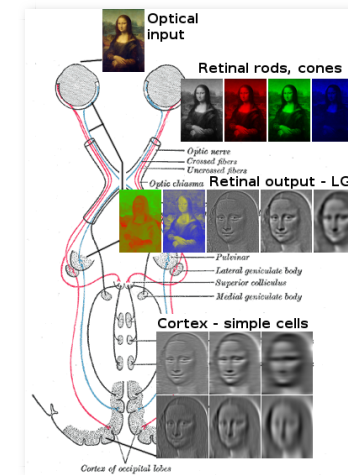 Optical
input
Retinal rods, cones
Optic nerve
Crossed fibers
Uncrossed fibers
Optic chiasma
Retinal output - LG
Pulvinar
Lateral geniculate body
Superior colliculus
Medial geniculate body
Cortex - simple cells
Cortex of occipital lobes